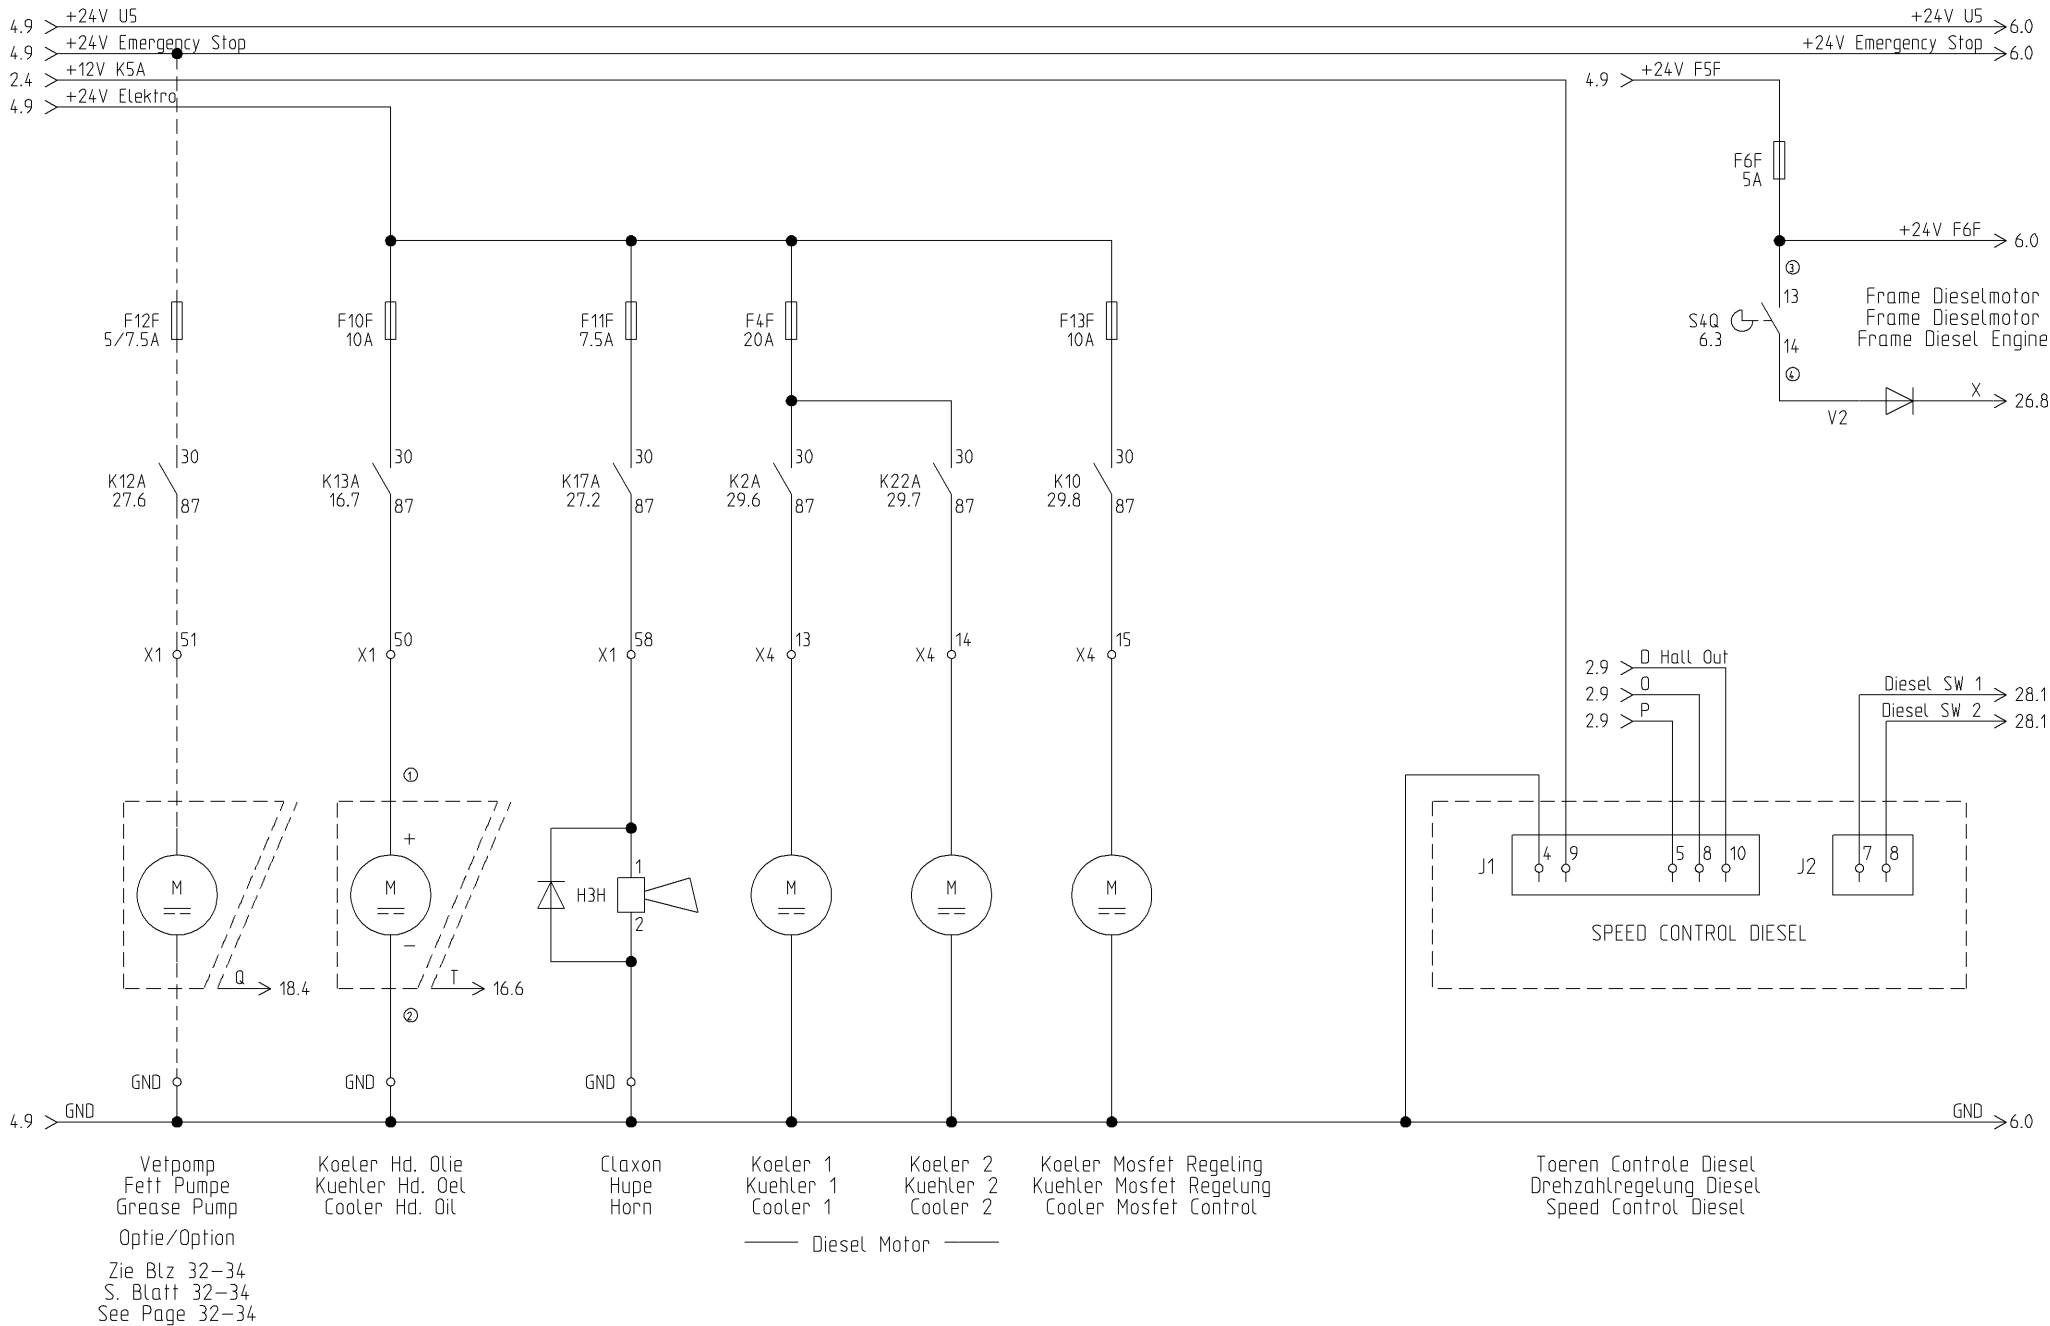 +24V U5
4.9
+24V U5
6.0
+24V Emergency Stop
4.9
+24V Emergency Stop
6.0
+12V K5A
2.4
+24V F5F
4.9
+24V Elektro
4.9
F6F
5A
+24V F6F
6.0
3
13
S4Q
6.3
14
4
Frame Dieselmotor
Frame Dieselmotor
Frame Diesel Engine
V2
X
26.8
F12F
5/7.5A
F10F
10A
F11F
7.5A
F4F
20A
F13F
10A
30
K12A
27.6
87
30
K13A
16.7
87
30
K17A
27.2
87
30
K2A
29.6
87
30
K22A
29.7
87
30
K10
29.8
87
X1
51
X1
50
X1
58
X4
13
X4
14
X4
15
2.9
D Hall Out
2.9
O
2.9
P
Diesel SW 1
28.1
Diesel SW 2
28.1
1
+
M
M
−
1
H3H
2
M
M
M
Q
18.4
T
16.6
2
J1
4
9
5
8
10
J2
7
8
SPEED CONTROL DIESEL
GND
GND
GND
4.9
GND
GND
6.0
Vetpomp
Fett Pumpe
Grease Pump
Optie/Option
Zie Blz 32-34
S. Blatt 32-34
See Page 32-34
Koeler Hd. Olie
Kuehler Hd. Oel
Cooler Hd. Oil
Claxon
Hupe
Horn
Koeler 1
Kuehler 1
Cooler 1
Koeler 2
Kuehler 2
Cooler 2
Diesel Motor
Koeler Mosfet Regeling
Kuehler Mosfet Regelung
Cooler Mosfet Control
Toeren Controle Diesel
Drehzahlregelung Diesel
Speed Control Diesel